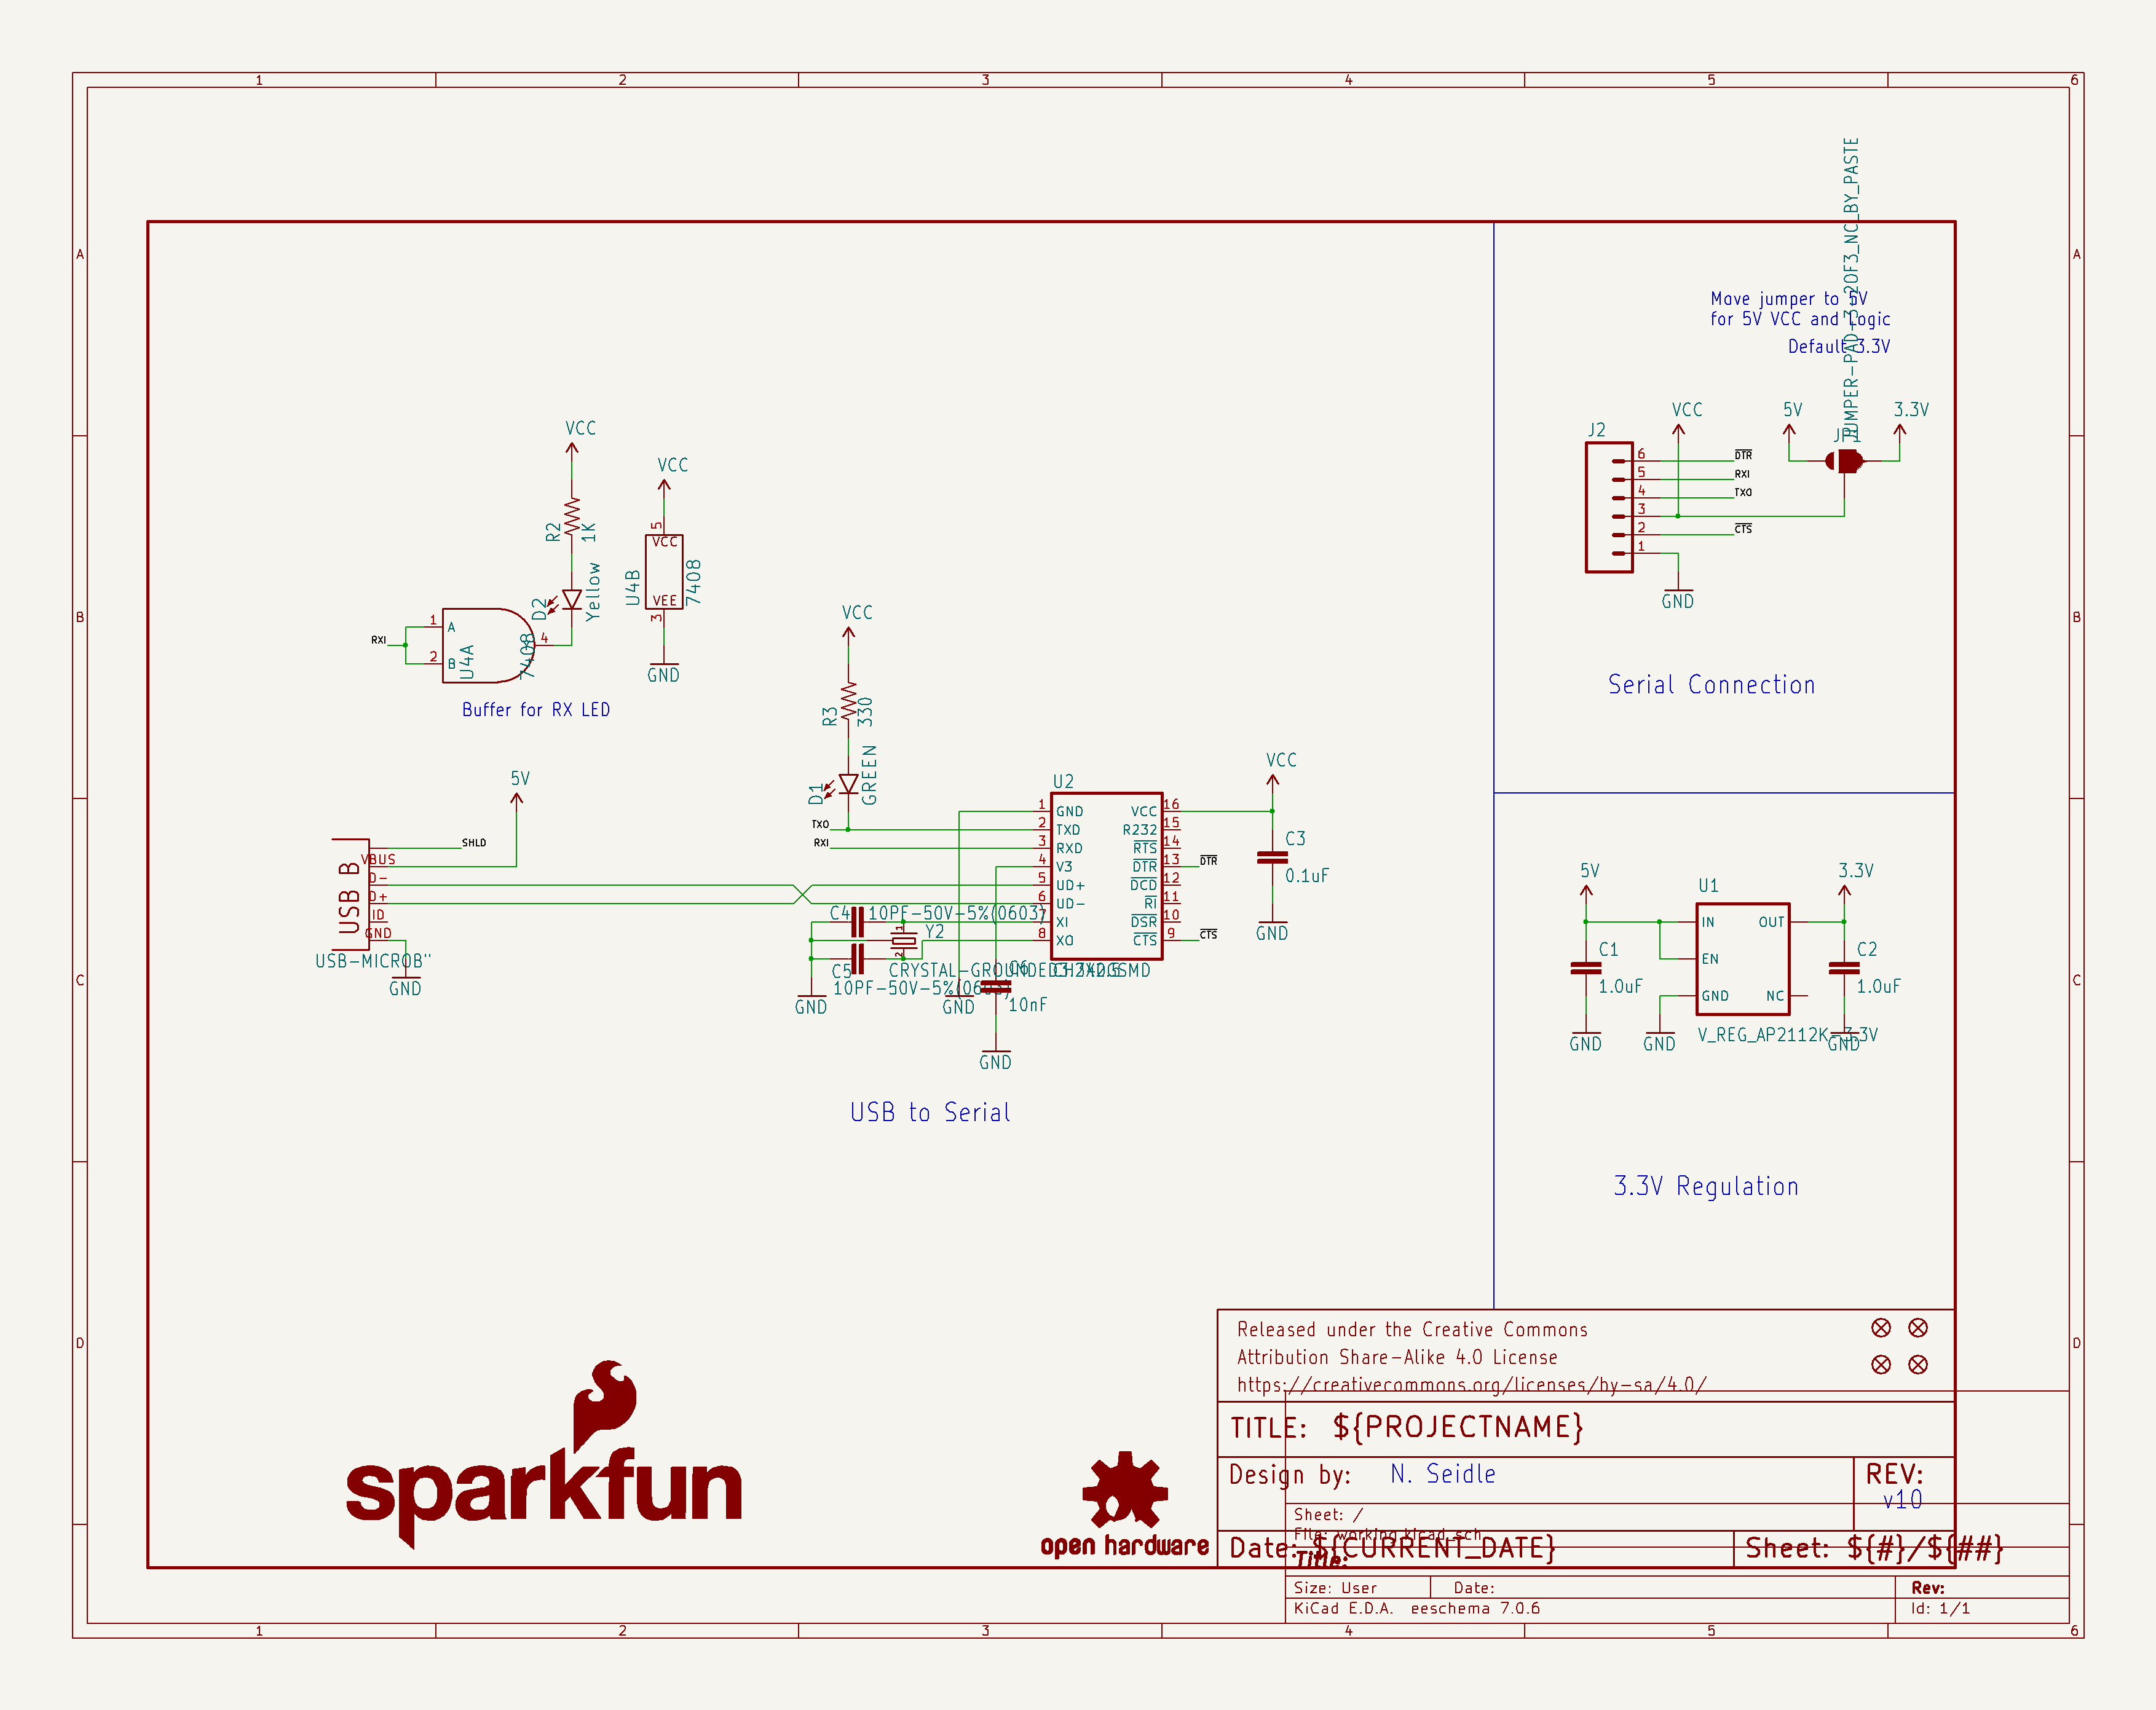 1 2 3 4 5 6
A
B
C
D
A
B
C
D
JUMPER-PAD-3-2OF3_NC_BY_PASTE
Move jumper to 5V
for 5V VCC and Logic
Default 3.3V
VCC
5V
3.3V
J2
JP1
6 DTR
5 RXI
4 TXO
3
2 CTS
1
GND
Serial Connection
VCC
R2
1K
D2
Yellow
VCC
5
VCC
U4B
7408
VEE
3
GND
RXI
1 A
2 B
U4A
7408
4
Buffer for RX LED
VCC
R3
330
D1
GREEN
TXO
RXI
5V
SHLD
USB B
VBUS
D-
D+
ID
GND
USB-MICROB"
GND
U2
1 GND VCC 16
2 TXD R232 15
3 RXD RTS 14
4 V3 DTR 13
5 UD+ DCD 12
6 UD- RI 11
7 XI DSR 10
8 XO CTS 9
DTR
CTS
VCC
C3
0.1uF
GND
C4 10PF-50V-5%(0603)
1
2
Y2
C5
10PF-50V-5%(0603)
GND
GND
C6
10nF
GND
USB to Serial
5V
U1
3.3V
IN OUT
EN
GND NC
C1
1.0uF
C2
1.0uF
V_REG_AP2112K-3.3V
GND
GND
GND
3.3V Regulation
Released under the Creative Commons
Attribution Share-Alike 4.0 License
https://creativecommons.org/licenses/by-sa/4.0/
TITLE: ${PROJECTNAME}
Design by: N. Seidle
REV:
v10
Sheet: /
File: working.kicad_sch
Date: ${CURRENT_DATE}
Sheet: ${#}/${##}
Title:
Size: User Date: Rev:
KiCad E.D.A. eeschema 7.0.6 Id: 1/1
sparkfun
open hardware
1 2 3 4 5 6